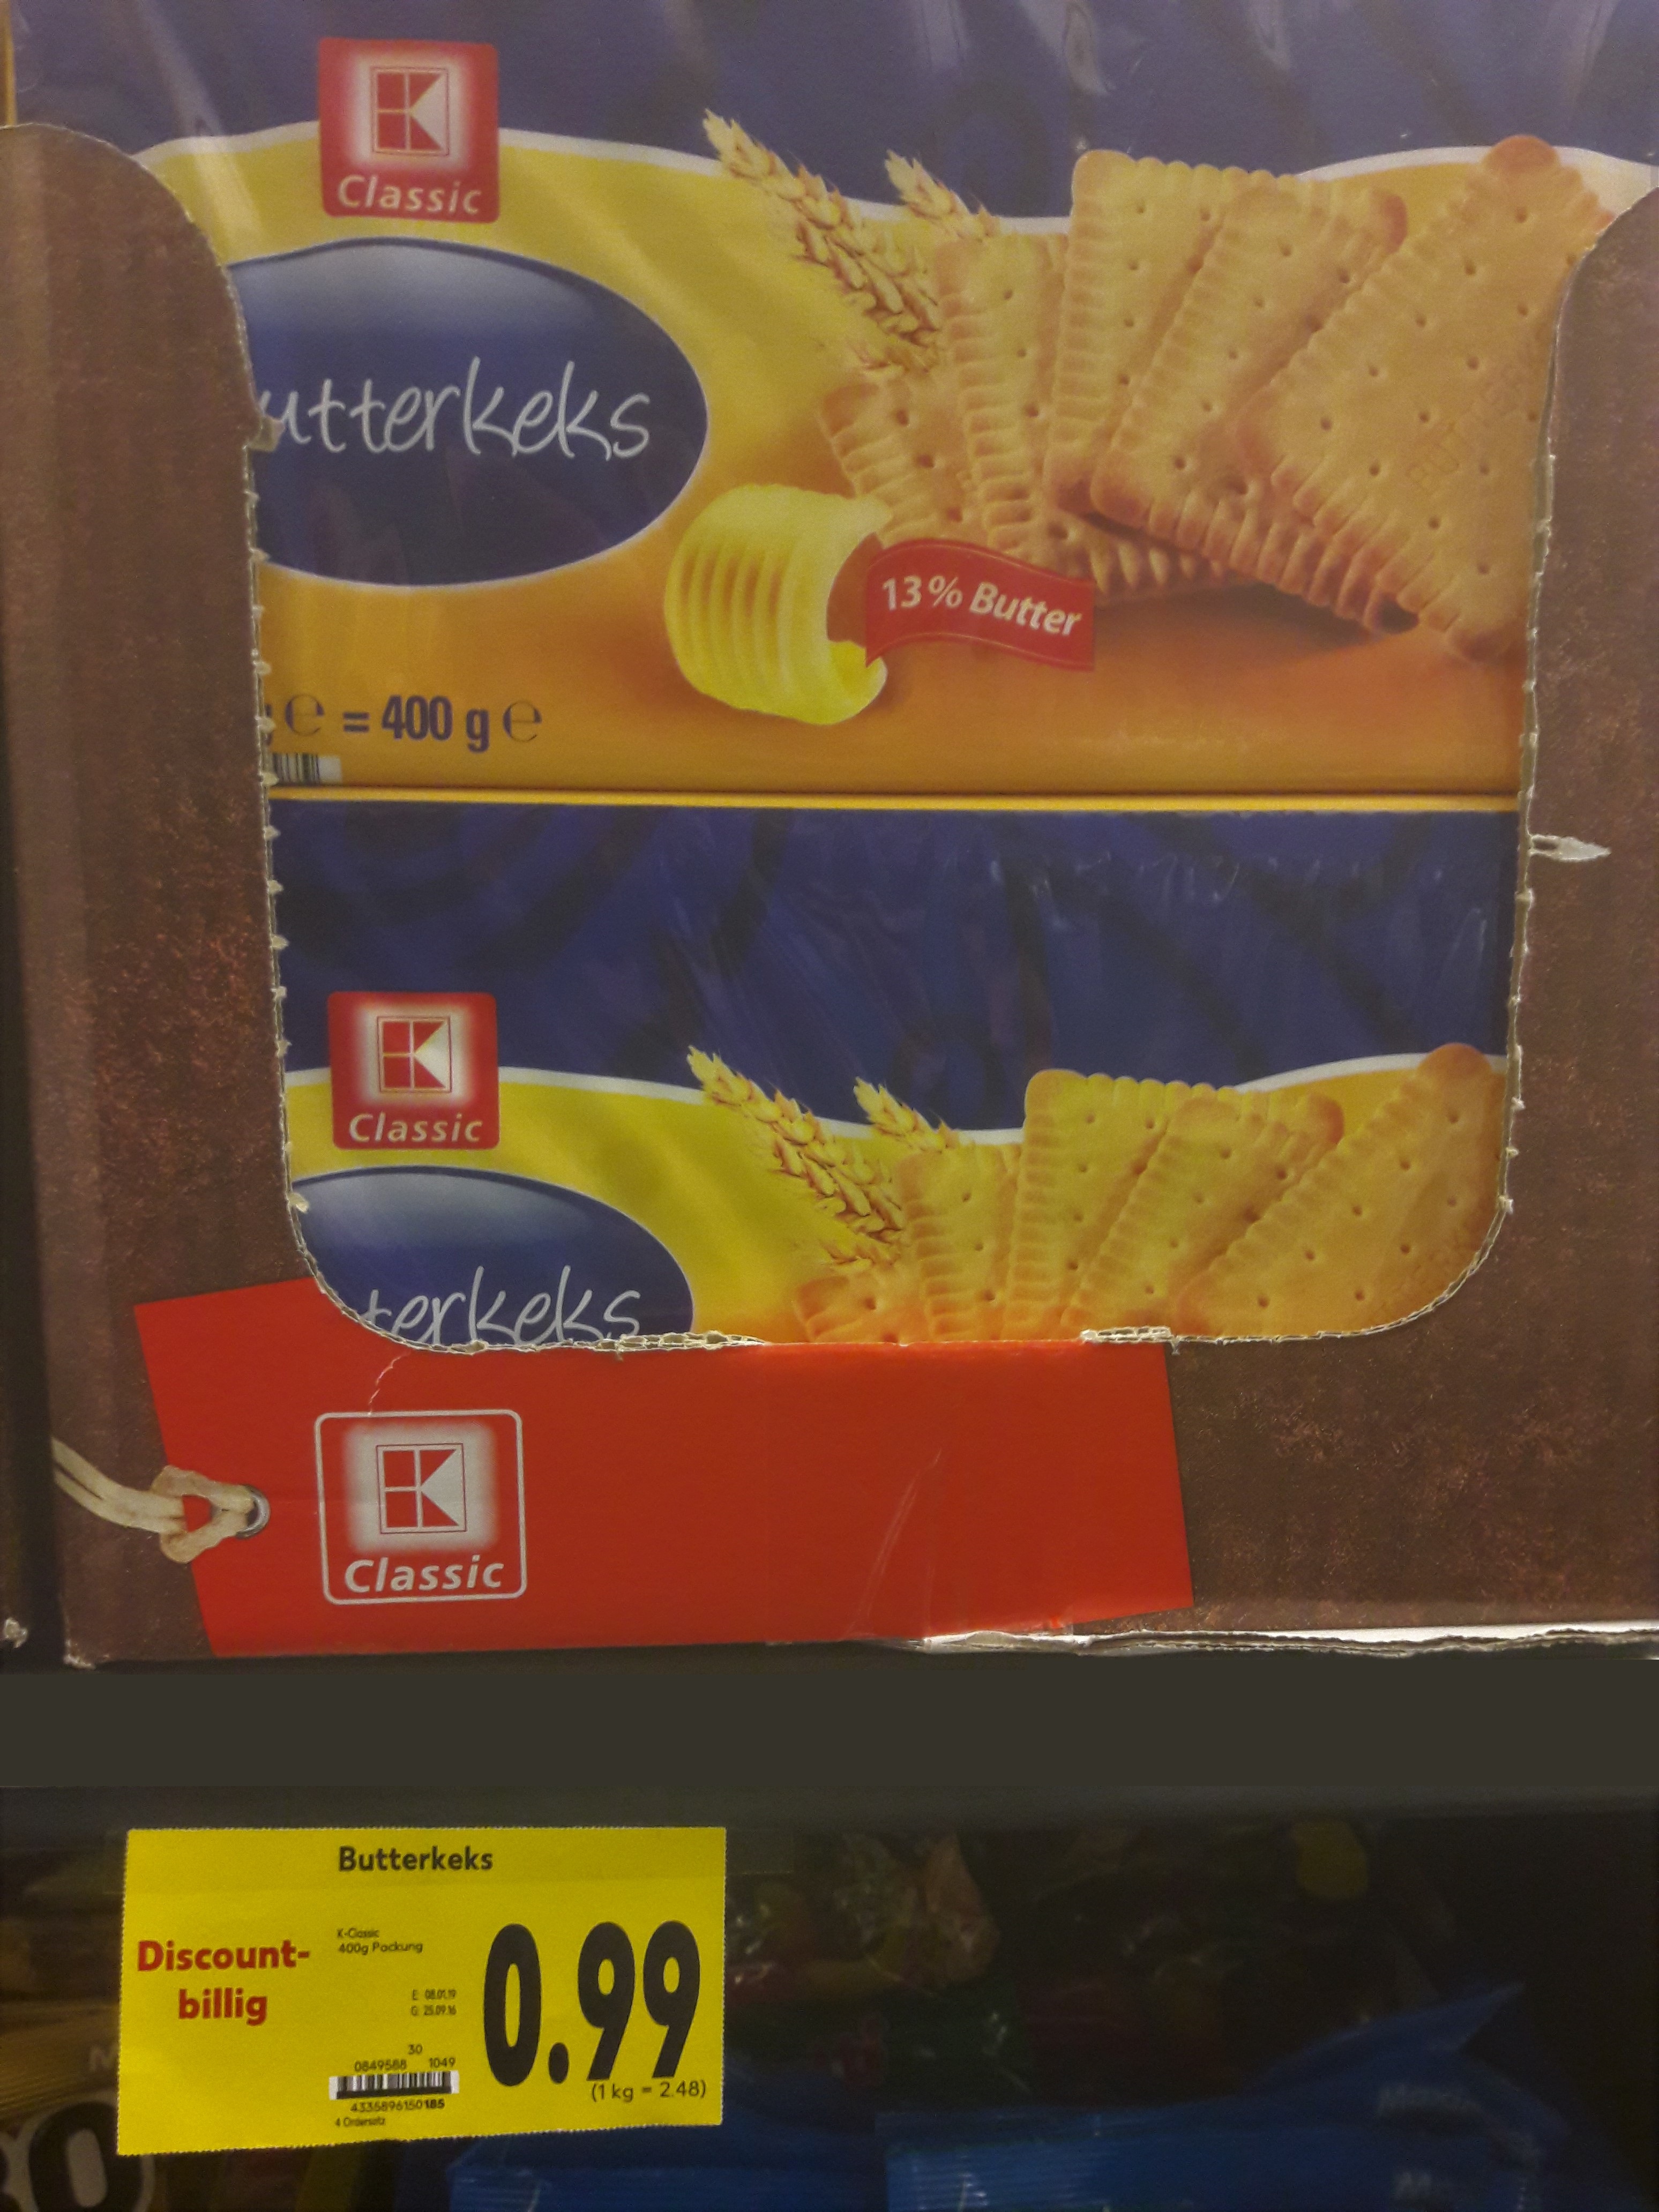 K
Classic
utterkeks
13% Butter
e = 400 g e
K
Classic
terkeks
K
Classic
Butterkeks
Discount-
billig
K-Classic
400g Packung
E: 08.01.19
G: 25.09.16
0.99
30
0849588 1049
(1 kg = 2.48)
4335896150185
4 Ordersatz